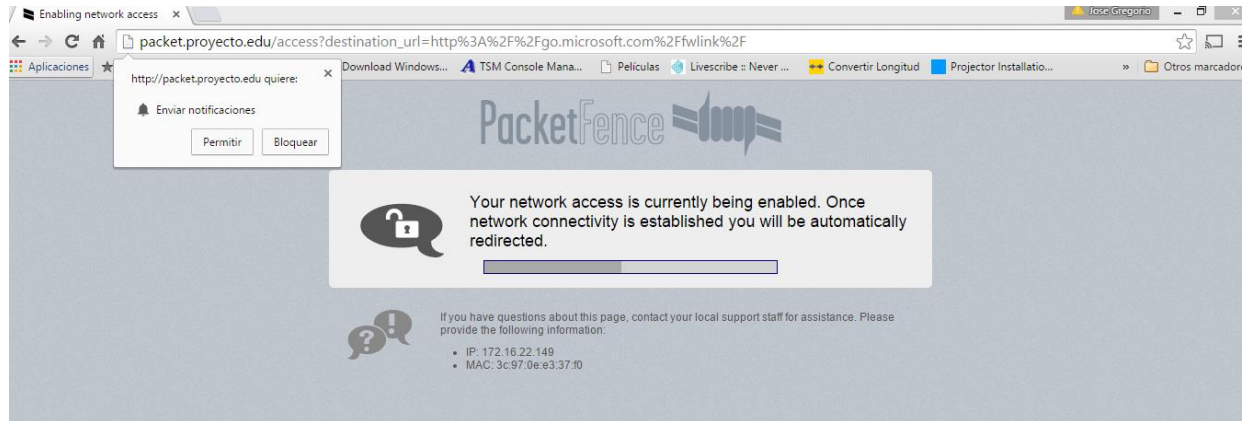 Enabling network access
Jose Gregorio
packet.proyecto.edu/access?destination_url=http%3A%2F%2Fgo.microsoft.com%2Ffwlink%2F
Aplicaciones
Download Windows...
TSM Console Mana...
Películas
Livescribe :: Never ...
Convertir Longitud
Projector Installatio...
»
Otros marcadore
http://packet.proyecto.edu quiere:
Enviar notificaciones
Permitir
Bloquear
PacketFence
Your network access is currently being enabled. Once
network connectivity is established you will be automatically
redirected.
If you have questions about this page, contact your local support staff for assistance. Please
provide the following information:
• IP: 172.16.22.149
• MAC: 3c:97:0e:e3:37:f0